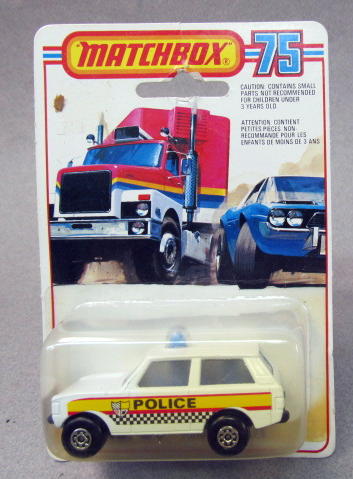 "MATCHBOX"®
75
CAUTION: CONTAINS SMALL
PARTS NOT RECOMMENDED
FOR CHILDREN UNDER
3 YEARS OLD.
ATTENTION: CONTIENT
PETITES PIECES. NON-
RECOMMANDE POUR LES
ENFANTS DE MOINS DE 3 ANS
POLICE